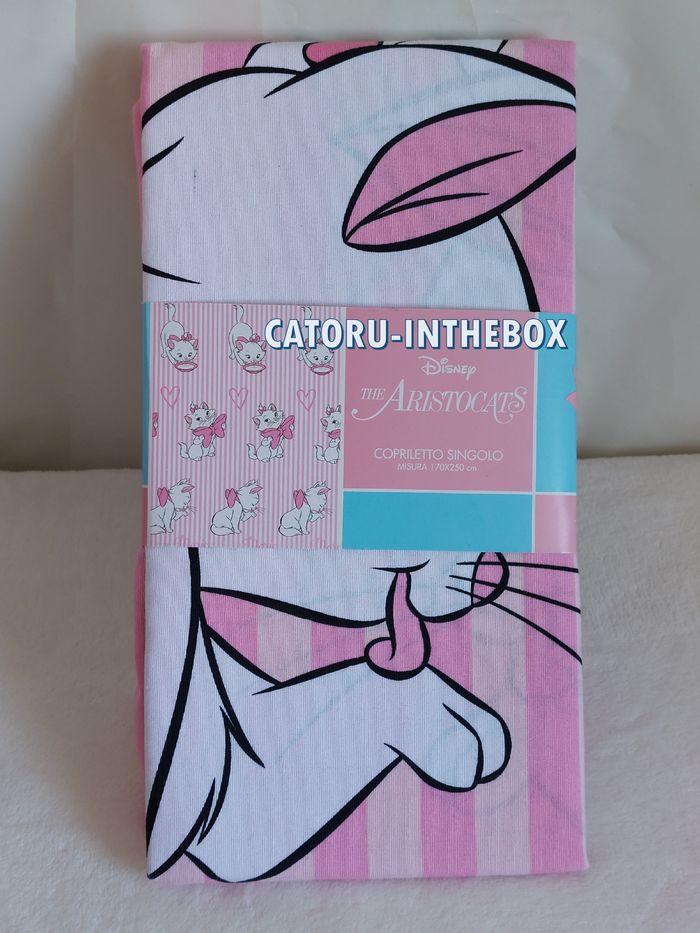 CATORU-INTHEBOX
Disney
THE ARISTOCATS
COPRILETTO SINGOLO
MISURA 170X250 cm.